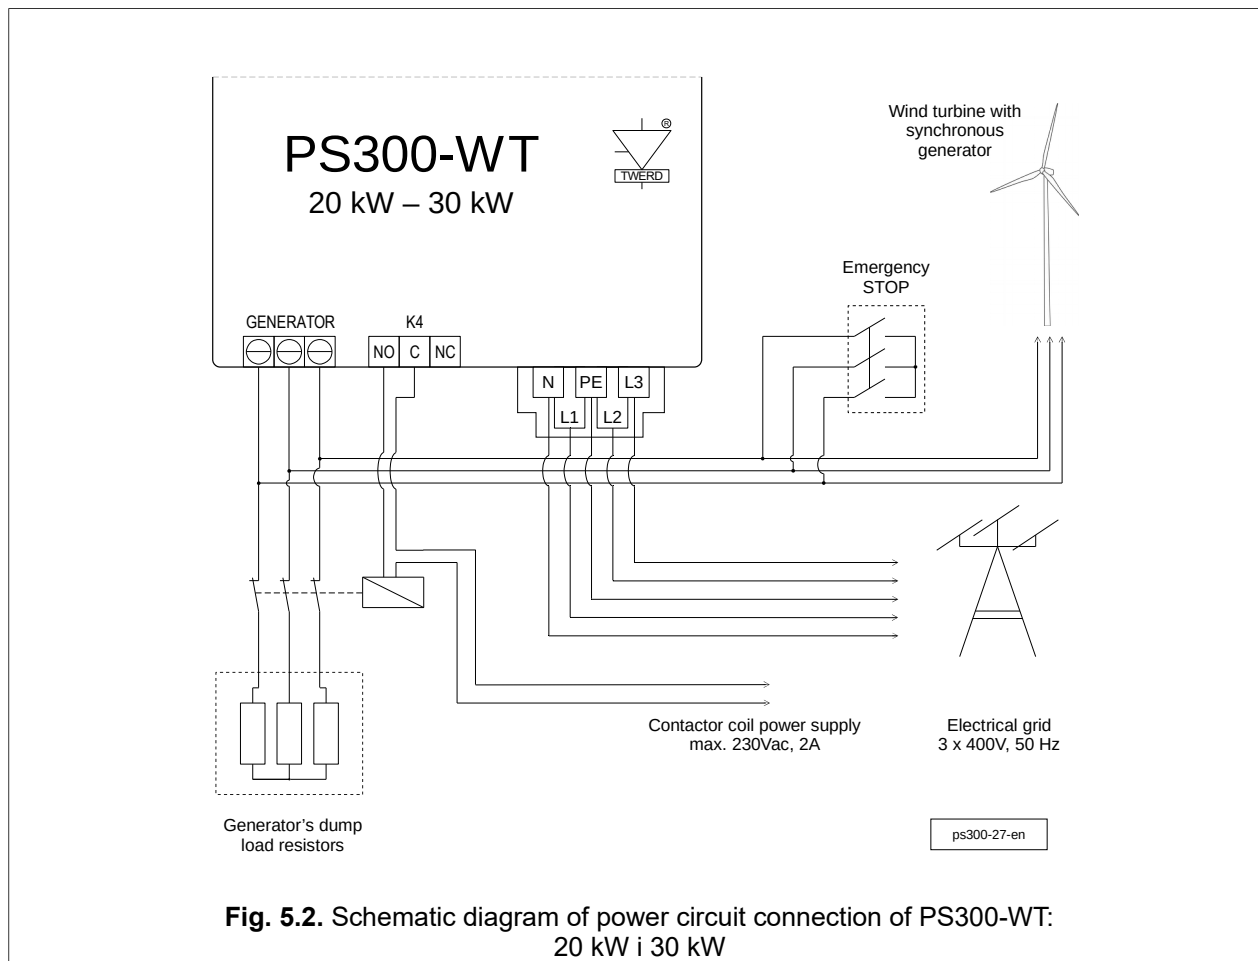 PS300-WT
20 kW – 30 kW
®
TWERD
Wind turbine with
synchronous
generator
Emergency
STOP
GENERATOR
K4
NO C NC
N PE L3
L1 L2
Contactor coil power supply
max. 230Vac, 2A
Electrical grid
3 x 400V, 50 Hz
Generator’s dump
load resistors
ps300-27-en
Fig. 5.2. Schematic diagram of power circuit connection of PS300-WT:
20 kW i 30 kW